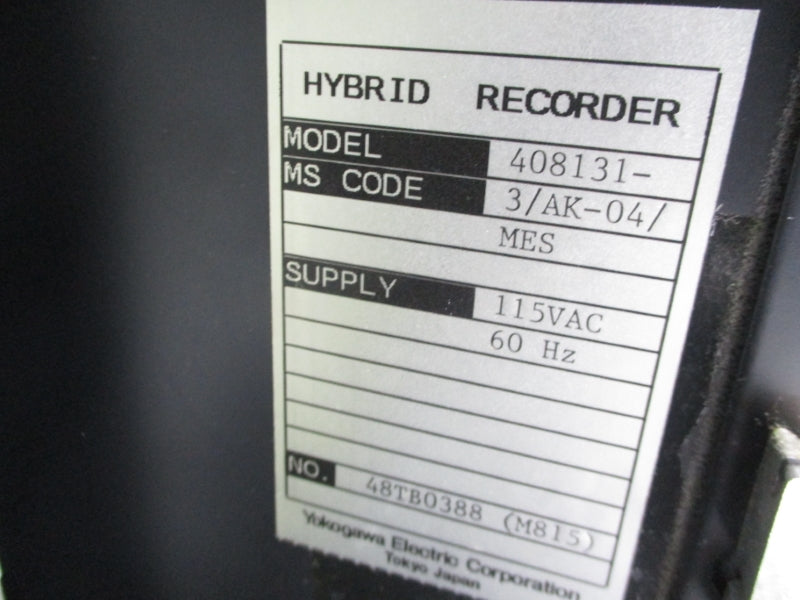 HYBRID RECORDER
MODEL 408131-
MS CODE 3/AK-04/
MES
SUPPLY 115VAC
60 Hz
NO. 48TB0388 (M815)
Yokogawa Electric Corporation
Tokyo Japan